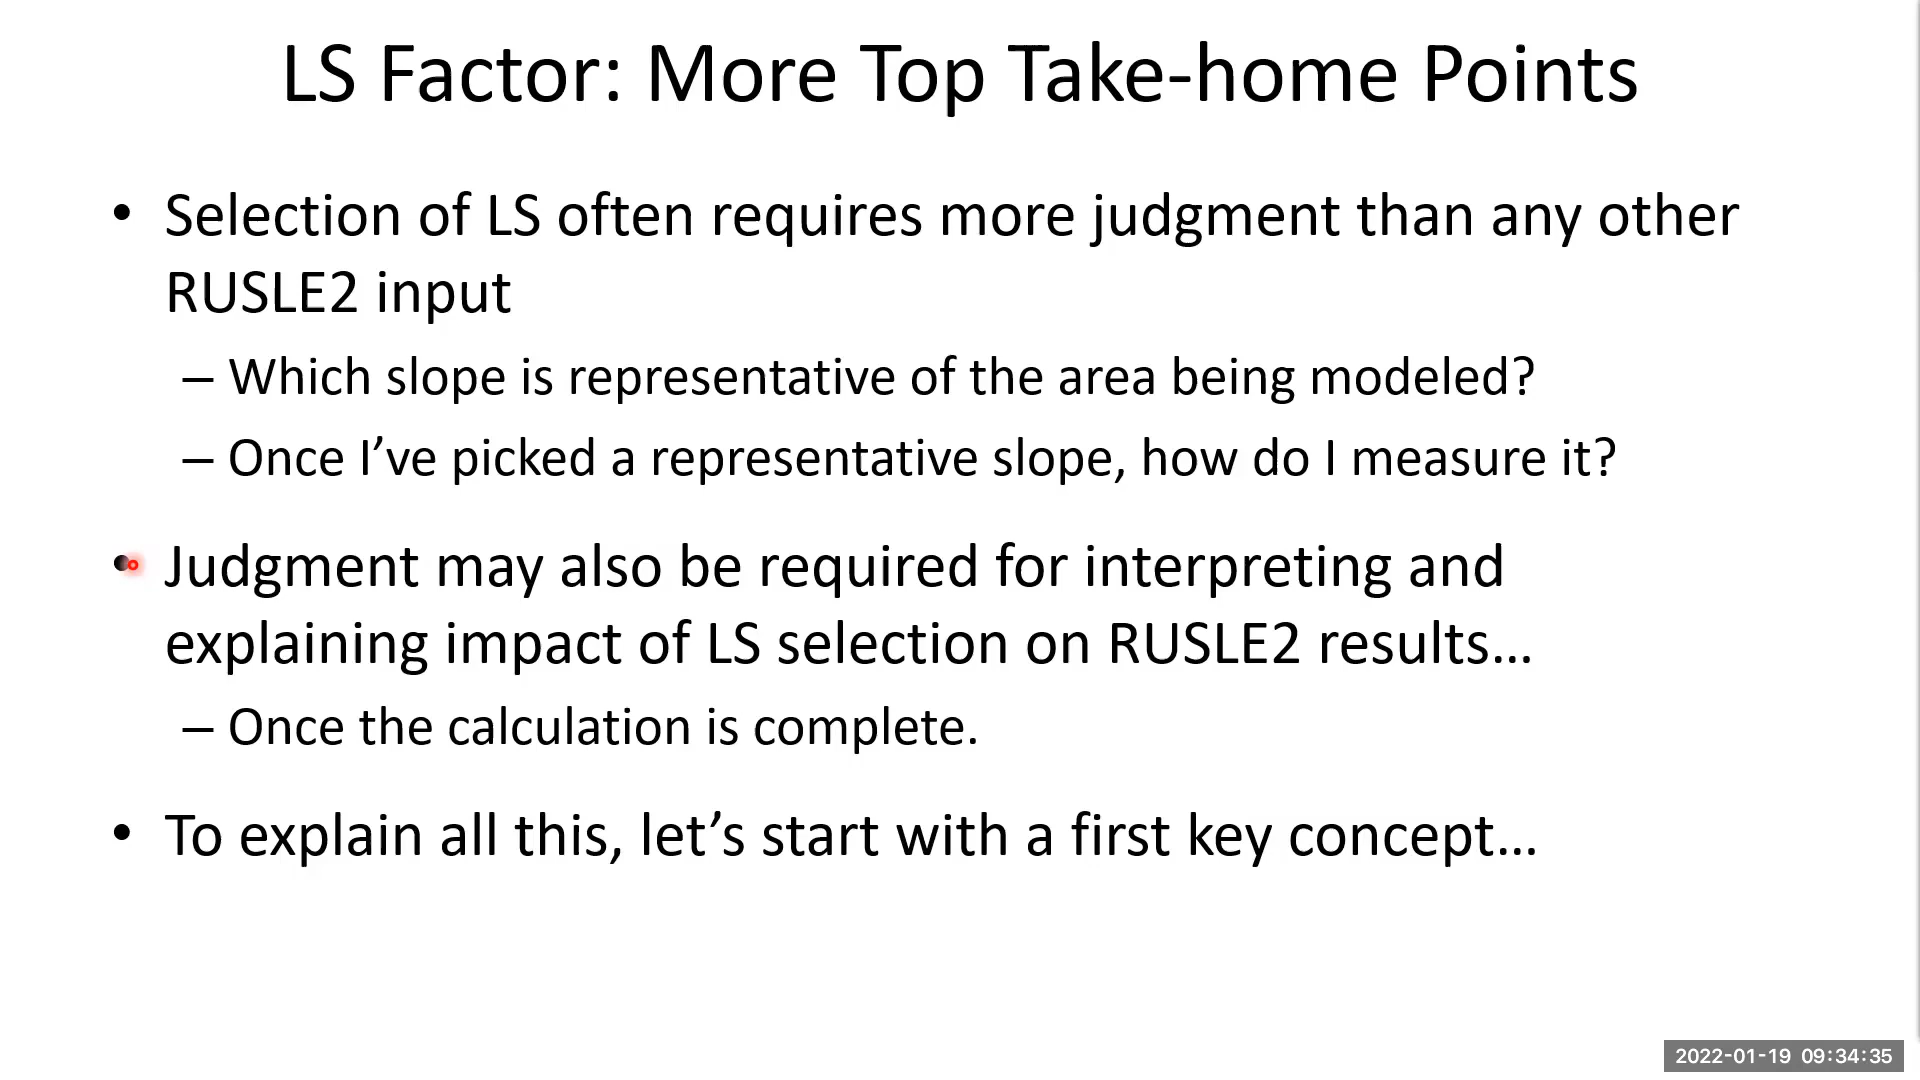 LS Factor: More Top Take-home Points
• Selection of LS often requires more judgment than any other
RUSLE2 input
– Which slope is representative of the area being modeled?
– Once I’ve picked a representative slope, how do I measure it?
• Judgment may also be required for interpreting and
explaining impact of LS selection on RUSLE2 results…
– Once the calculation is complete.
• To explain all this, let’s start with a first key concept…
2022-01-19 09:34:35